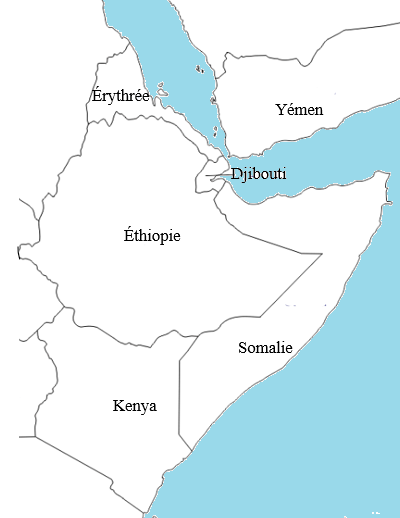 Érythrée
Yémen
Djibouti
Éthiopie
Somalie
Kenya